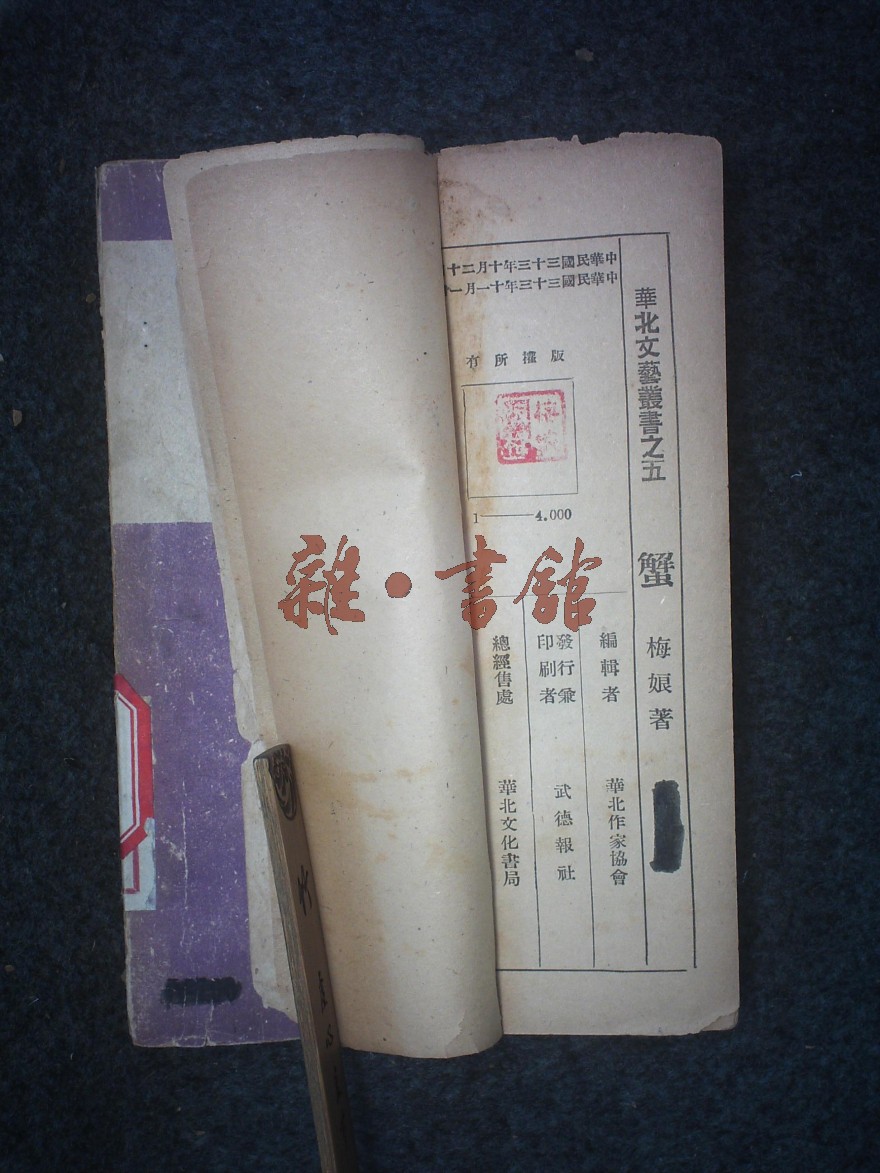 華北文藝叢書之五
蟹
梅娘著
中華民國三十三年十月二十
中華民國三十三年十一月一
版權所有
1———4.000
編輯者
華北作家協會
發行兼
印刷者
武德報社
總經售處
華北文化書局
雜·書館